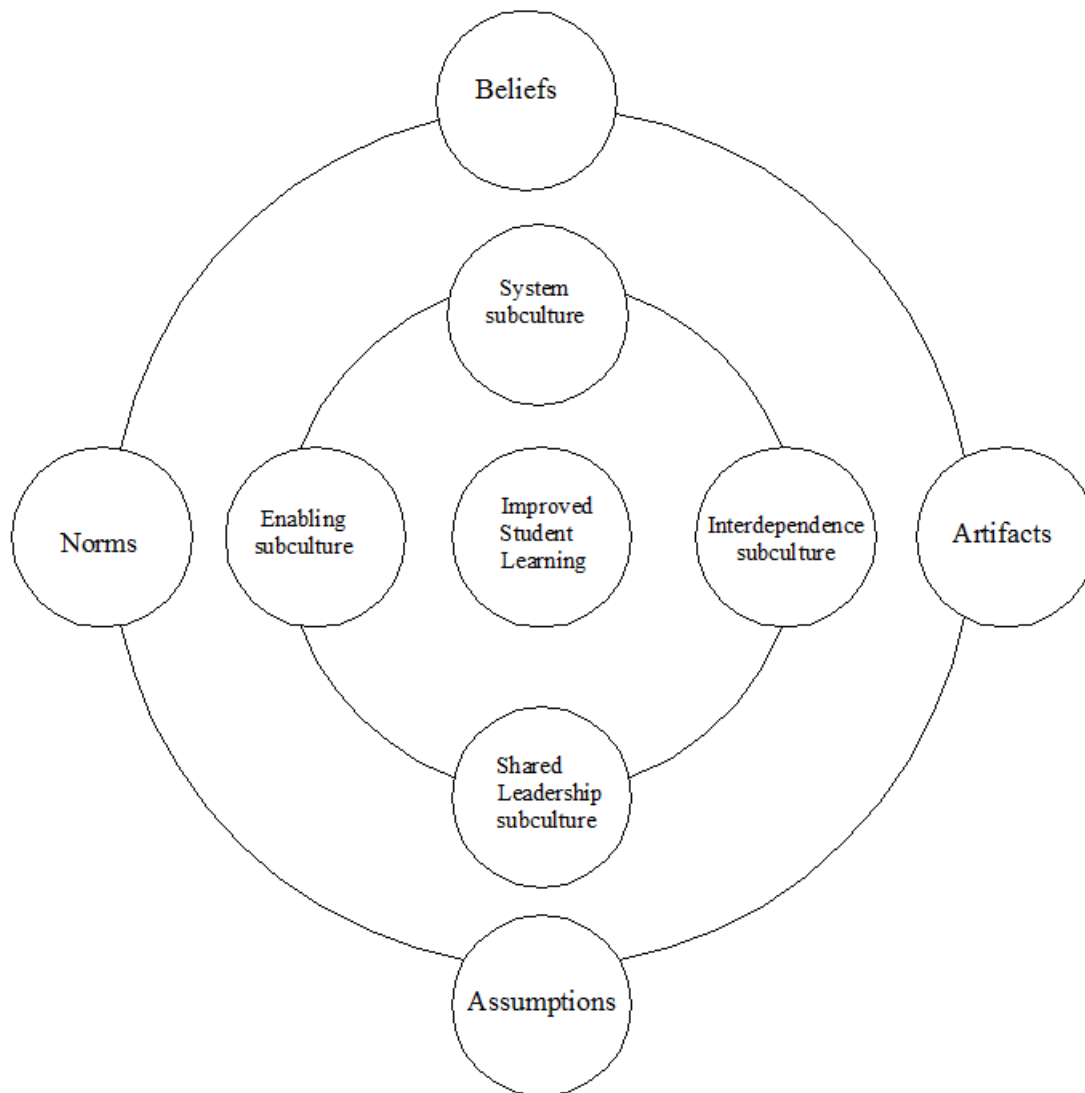 Beliefs
System
subculture
Norms
Enabling
subculture
Improved
Student
Learning
Interdependence
subculture
Artifacts
Shared
Leadership
subculture
Assumptions